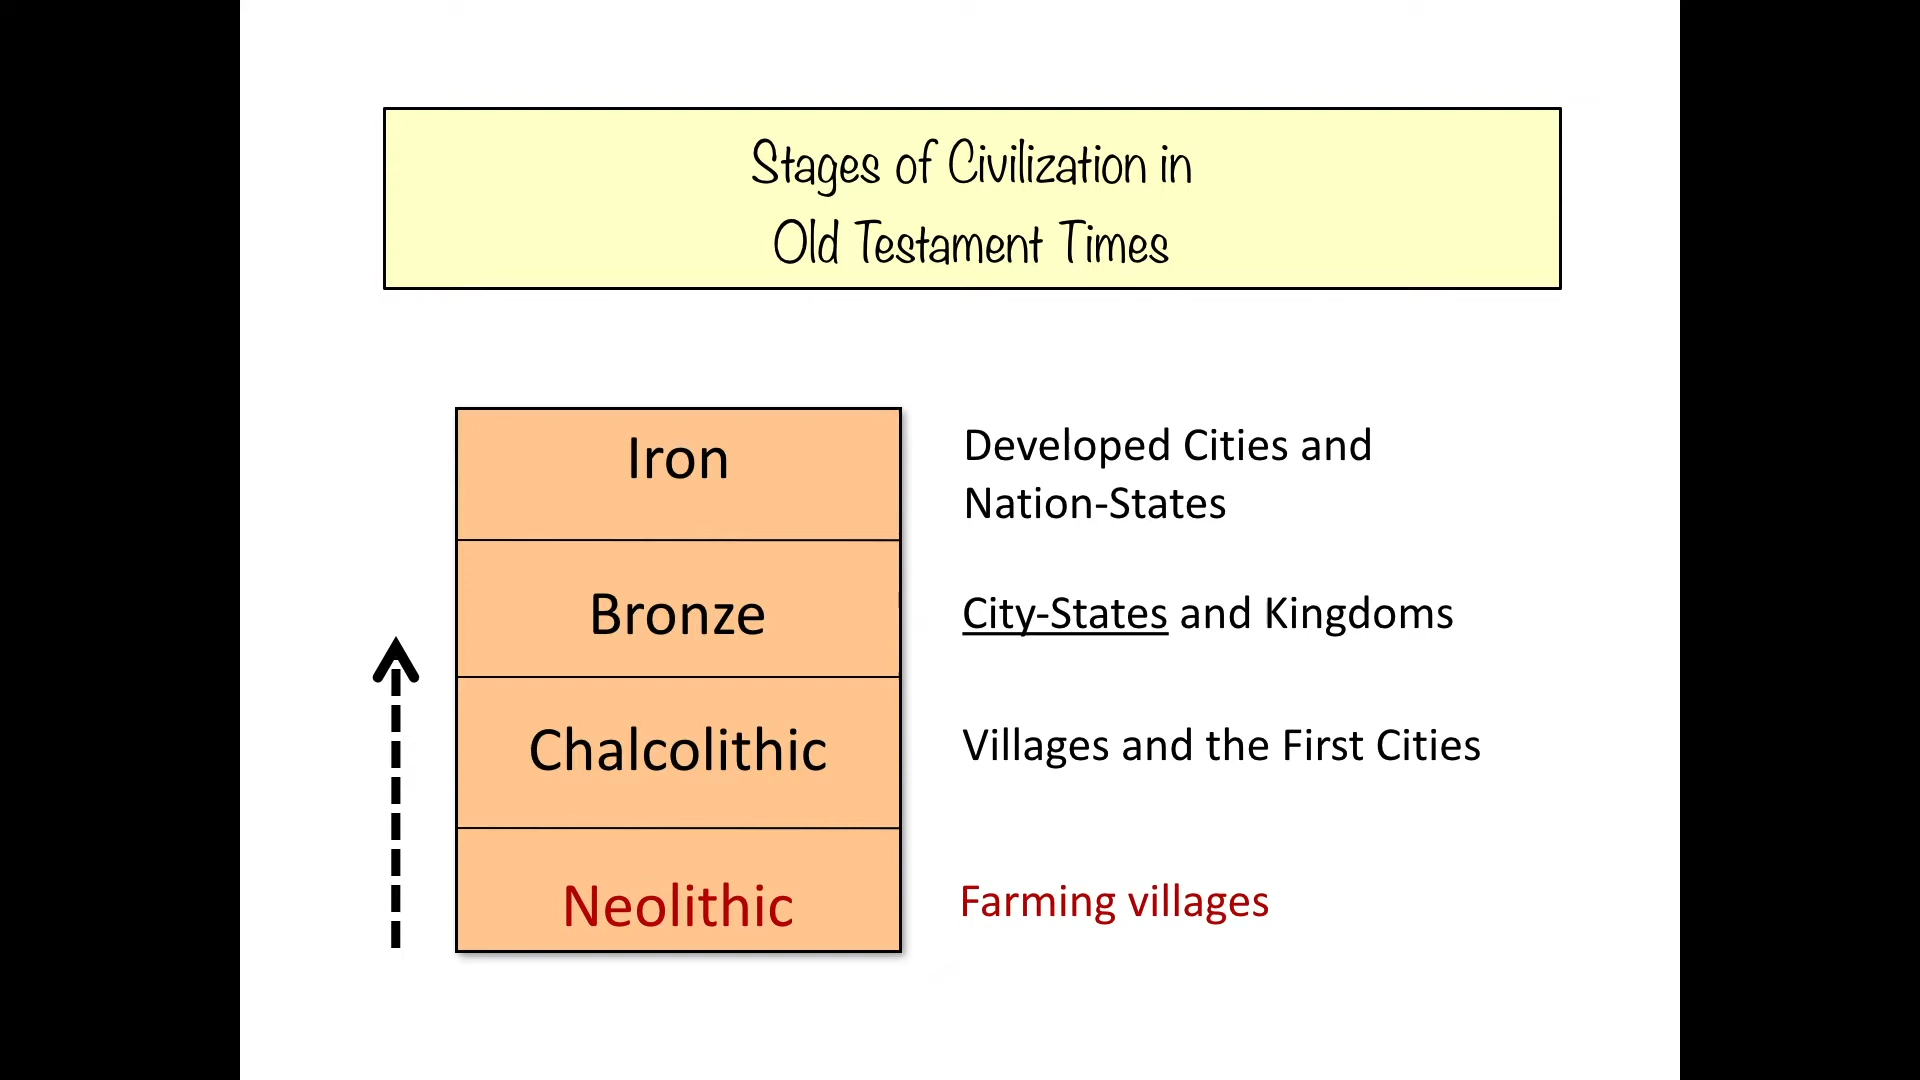 Stages of Civilization in
Old Testament Times
Iron
Developed Cities and
Nation-States
Bronze
City-States and Kingdoms
Chalcolithic
Villages and the First Cities
Neolithic
Farming villages